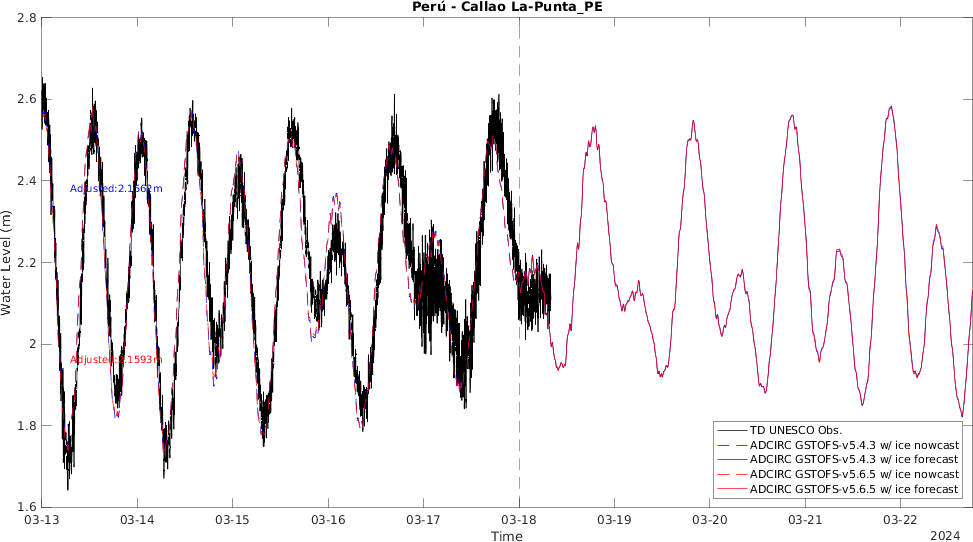 Perú - Callao La-Punta_PE
2.8
2.6
2.4
2.2
2
1.8
1.6
Water Level (m)
Adjusted:2.1562m
Adjusted:2.1593m
TD UNESCO Obs.
ADCIRC GSTOFS-v5.4.3 w/ ice nowcast
ADCIRC GSTOFS-v5.4.3 w/ ice forecast
ADCIRC GSTOFS-v5.6.5 w/ ice nowcast
ADCIRC GSTOFS-v5.6.5 w/ ice forecast
03-13 03-14 03-15 03-16 03-17 03-18 03-19 03-20 03-21 03-22
Time
2024